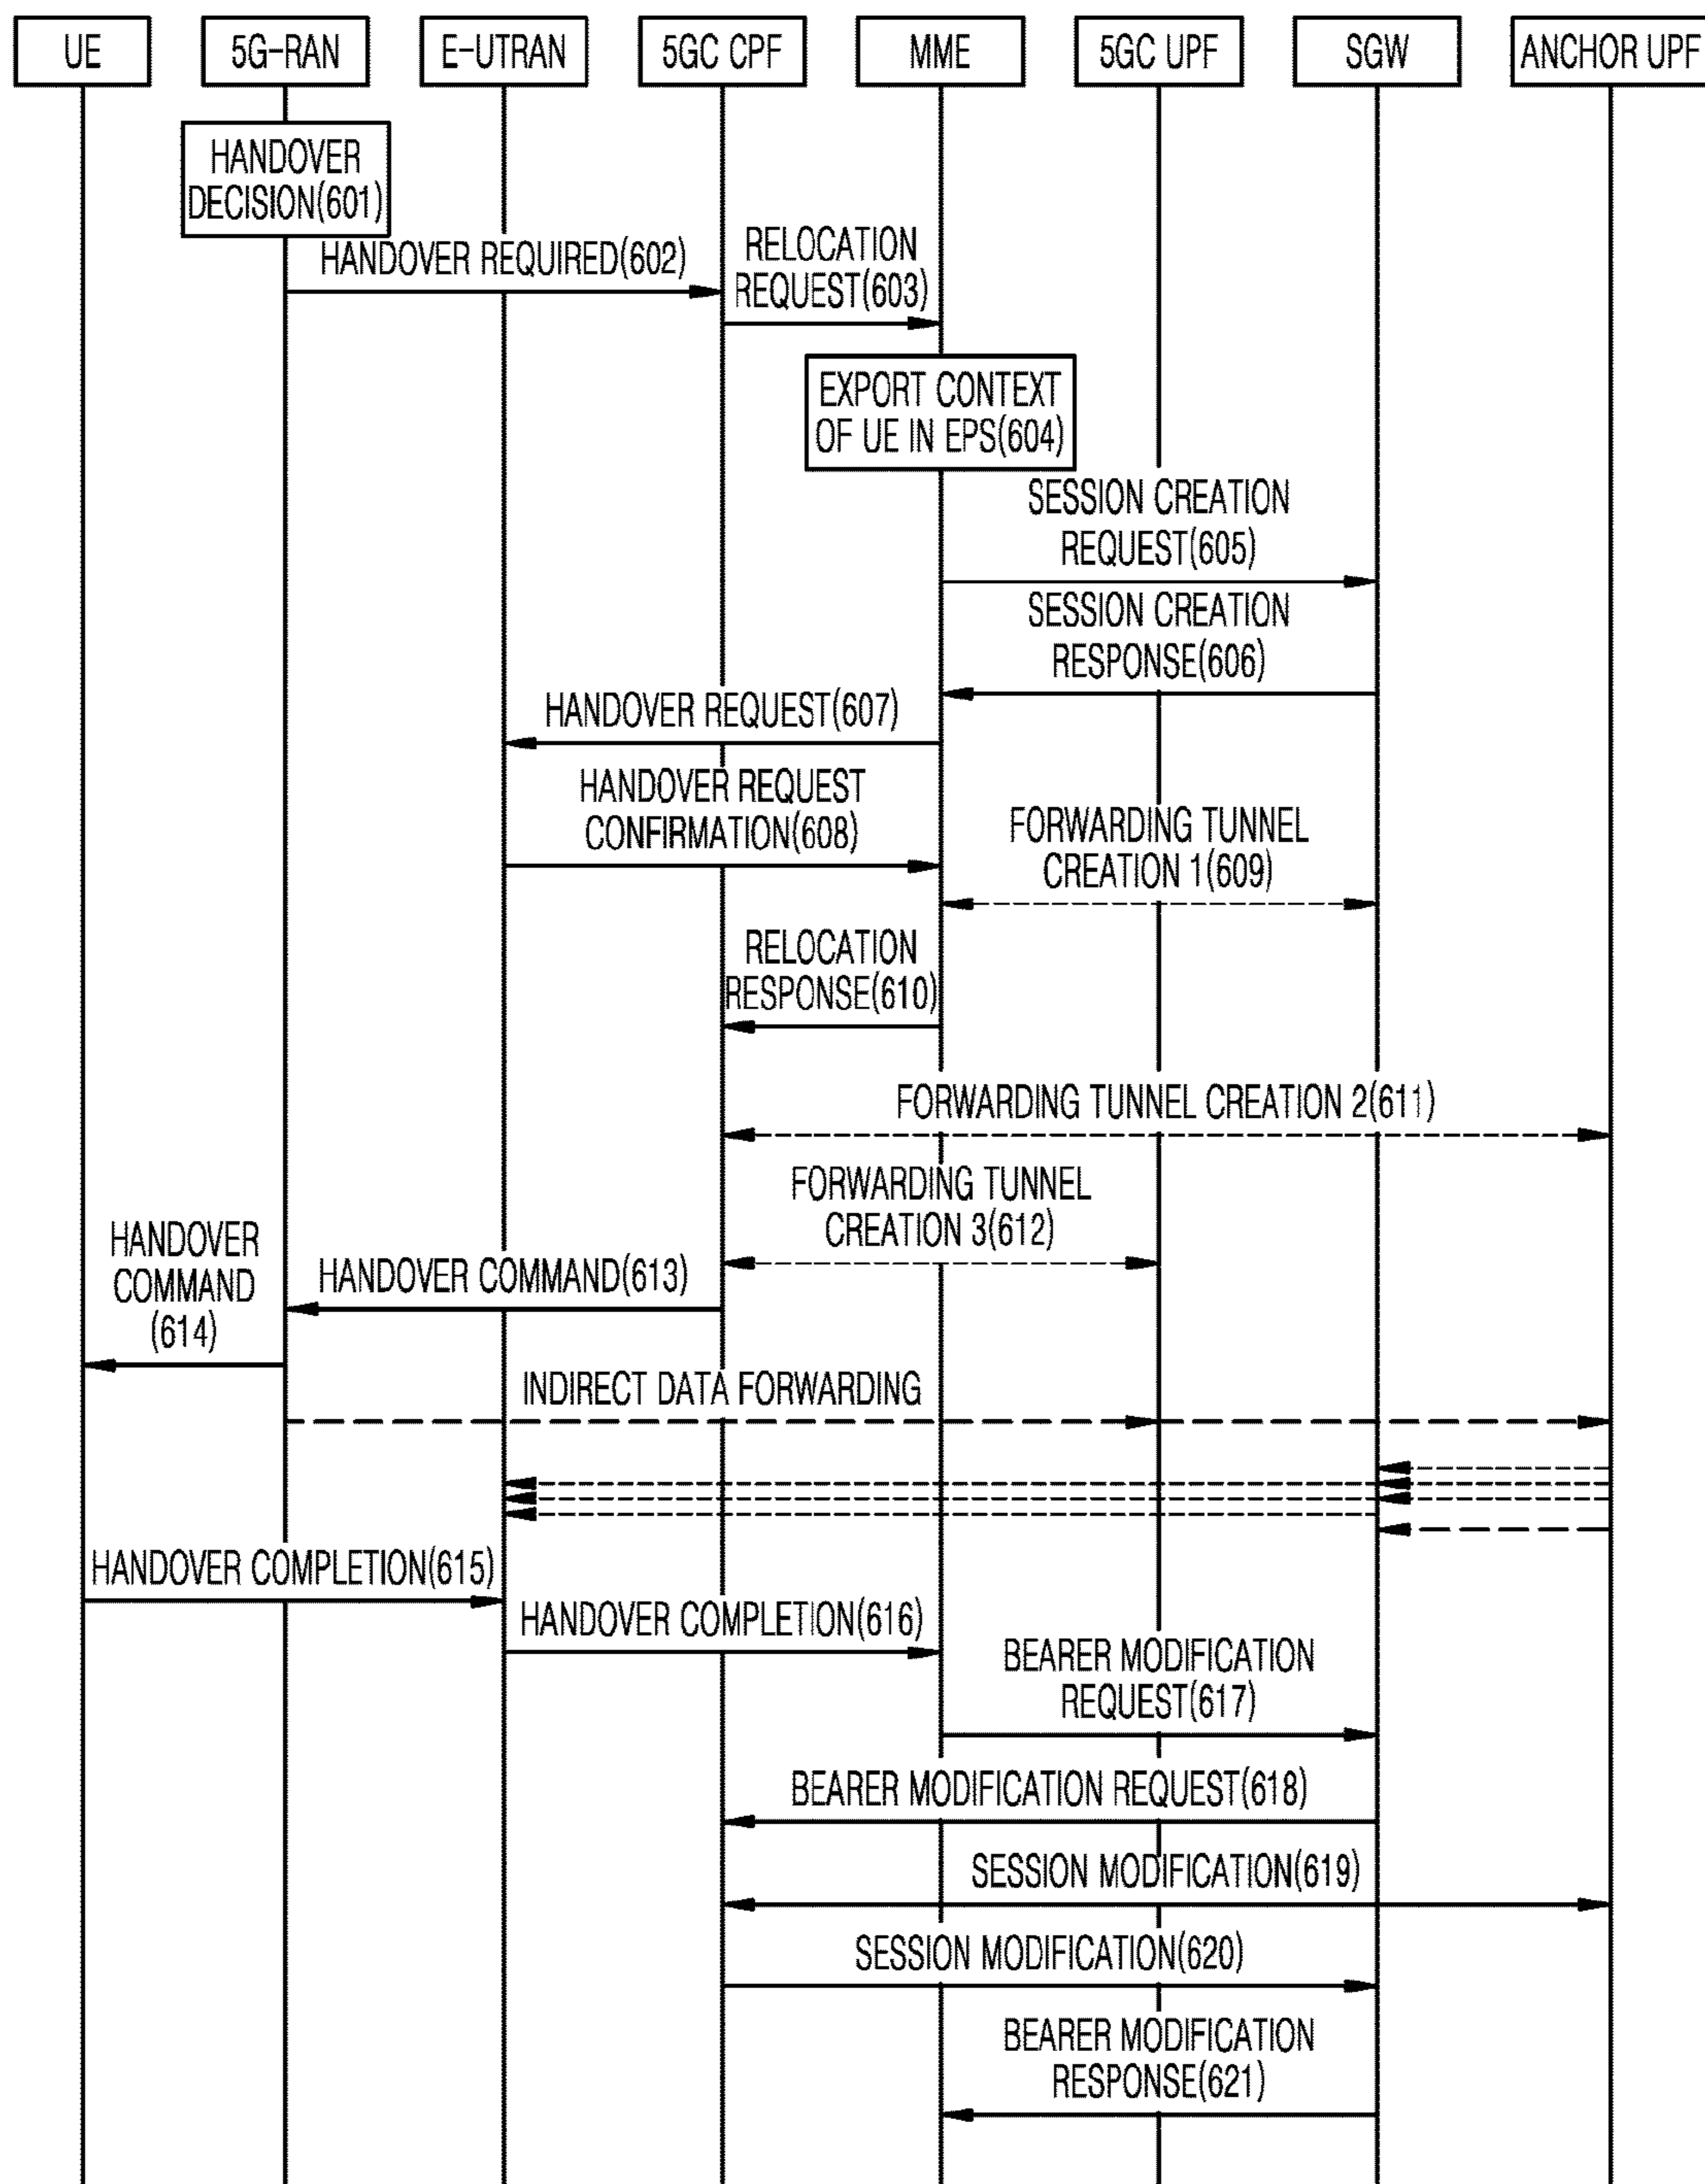 UE
5G-RAN
E-UTRAN
5GC CPF
MME
5GC UPF
SGW
ANCHOR UPF
HANDOVER
DECISION(601)
HANDOVER REQUIRED(602)
RELOCATION
REQUEST(603)
EXPORT CONTEXT
OF UE IN EPS(604)
SESSION CREATION
REQUEST(605)
SESSION CREATION
RESPONSE(606)
HANDOVER REQUEST(607)
HANDOVER REQUEST
CONFIRMATION(608)
FORWARDING TUNNEL
CREATION 1(609)
RELOCATION
RESPONSE(610)
FORWARDING TUNNEL CREATION 2(611)
FORWARDING TUNNEL
CREATION 3(612)
HANDOVER COMMAND(613)
HANDOVER
COMMAND
(614)
INDIRECT DATA FORWARDING
HANDOVER COMPLETION(615)
HANDOVER COMPLETION(616)
BEARER MODIFICATION
REQUEST(617)
BEARER MODIFICATION REQUEST(618)
SESSION MODIFICATION(619)
SESSION MODIFICATION(620)
BEARER MODIFICATION
RESPONSE(621)